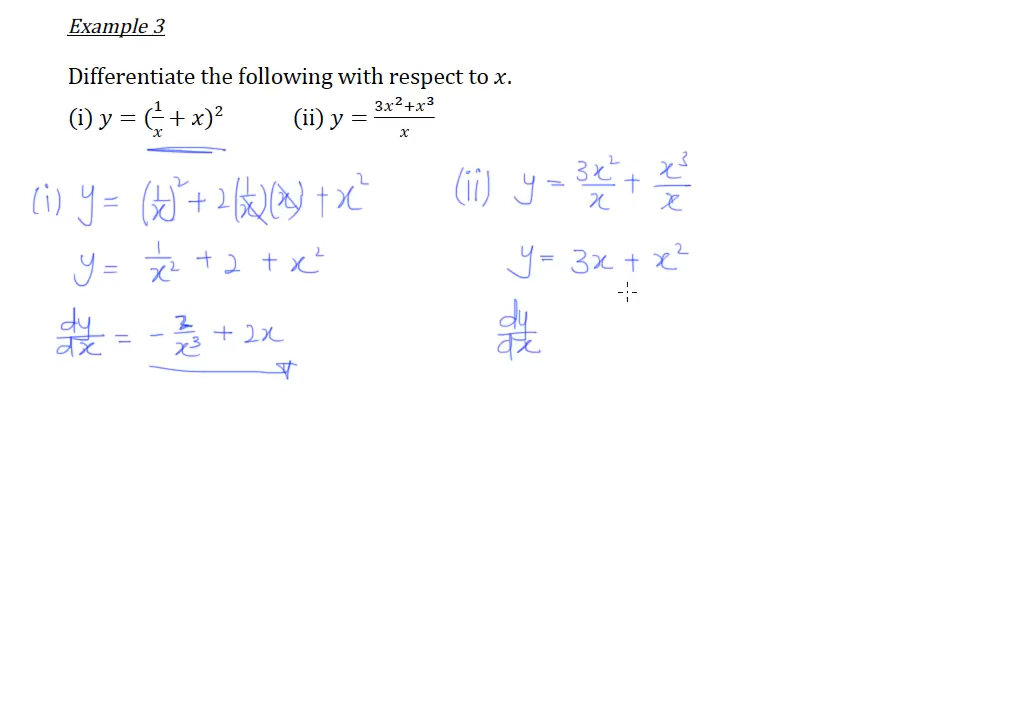 Example 3
Differentiate the following with respect to x.
(i) y = (1/x + x)²    (ii) y = (3x²+x³)/x
(i) y = (1/x)² + 2(1/x)(x) + x²
y = 1/x² + 2 + x²
dy/dx = - 2/x³ + 2x
(ii) y = 3x²/x + x³/x
y = 3x + x²
dy/dx